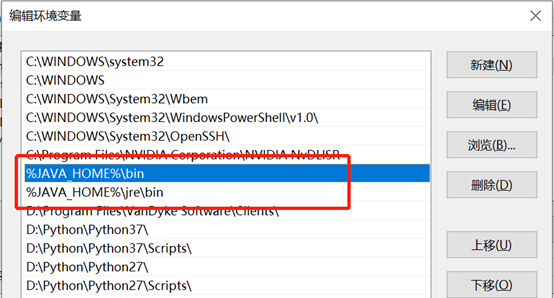 编辑环境变量
C:\WINDOWS\system32
C:\WINDOWS
C:\WINDOWS\System32\Wbem
C:\WINDOWS\System32\WindowsPowerShell\v1.0\
C:\WINDOWS\System32\OpenSSH\
C:\Program Files\NVIDIA Corporation\NVIDIA NvDLISR
%JAVA_HOME%\bin
%JAVA_HOME%\jre\bin
D:\Program Files\VanDyke Software\Clients\
D:\Python\Python37\
D:\Python\Python37\Scripts\
D:\Python\Python27\
D:\Python\Python27\Scripts\
新建(N)
编辑(E)
浏览(B)...
删除(D)
上移(U)
下移(O)